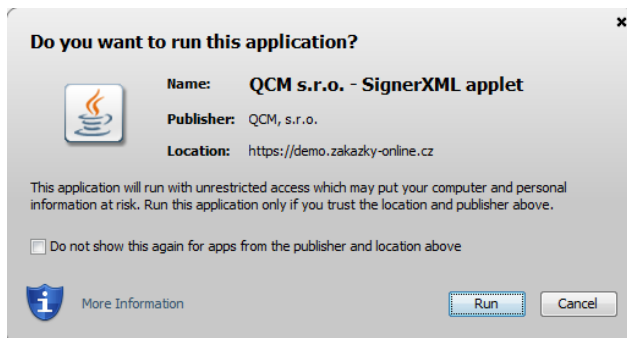 Do you want to run this application?
Name: QCM s.r.o. - SignerXML applet
Publisher: QCM, s.r.o.
Location: https://demo.zakazky-online.cz
This application will run with unrestricted access which may put your computer and personal
information at risk. Run this application only if you trust the location and publisher above.
Do not show this again for apps from the publisher and location above
More Information
Run
Cancel